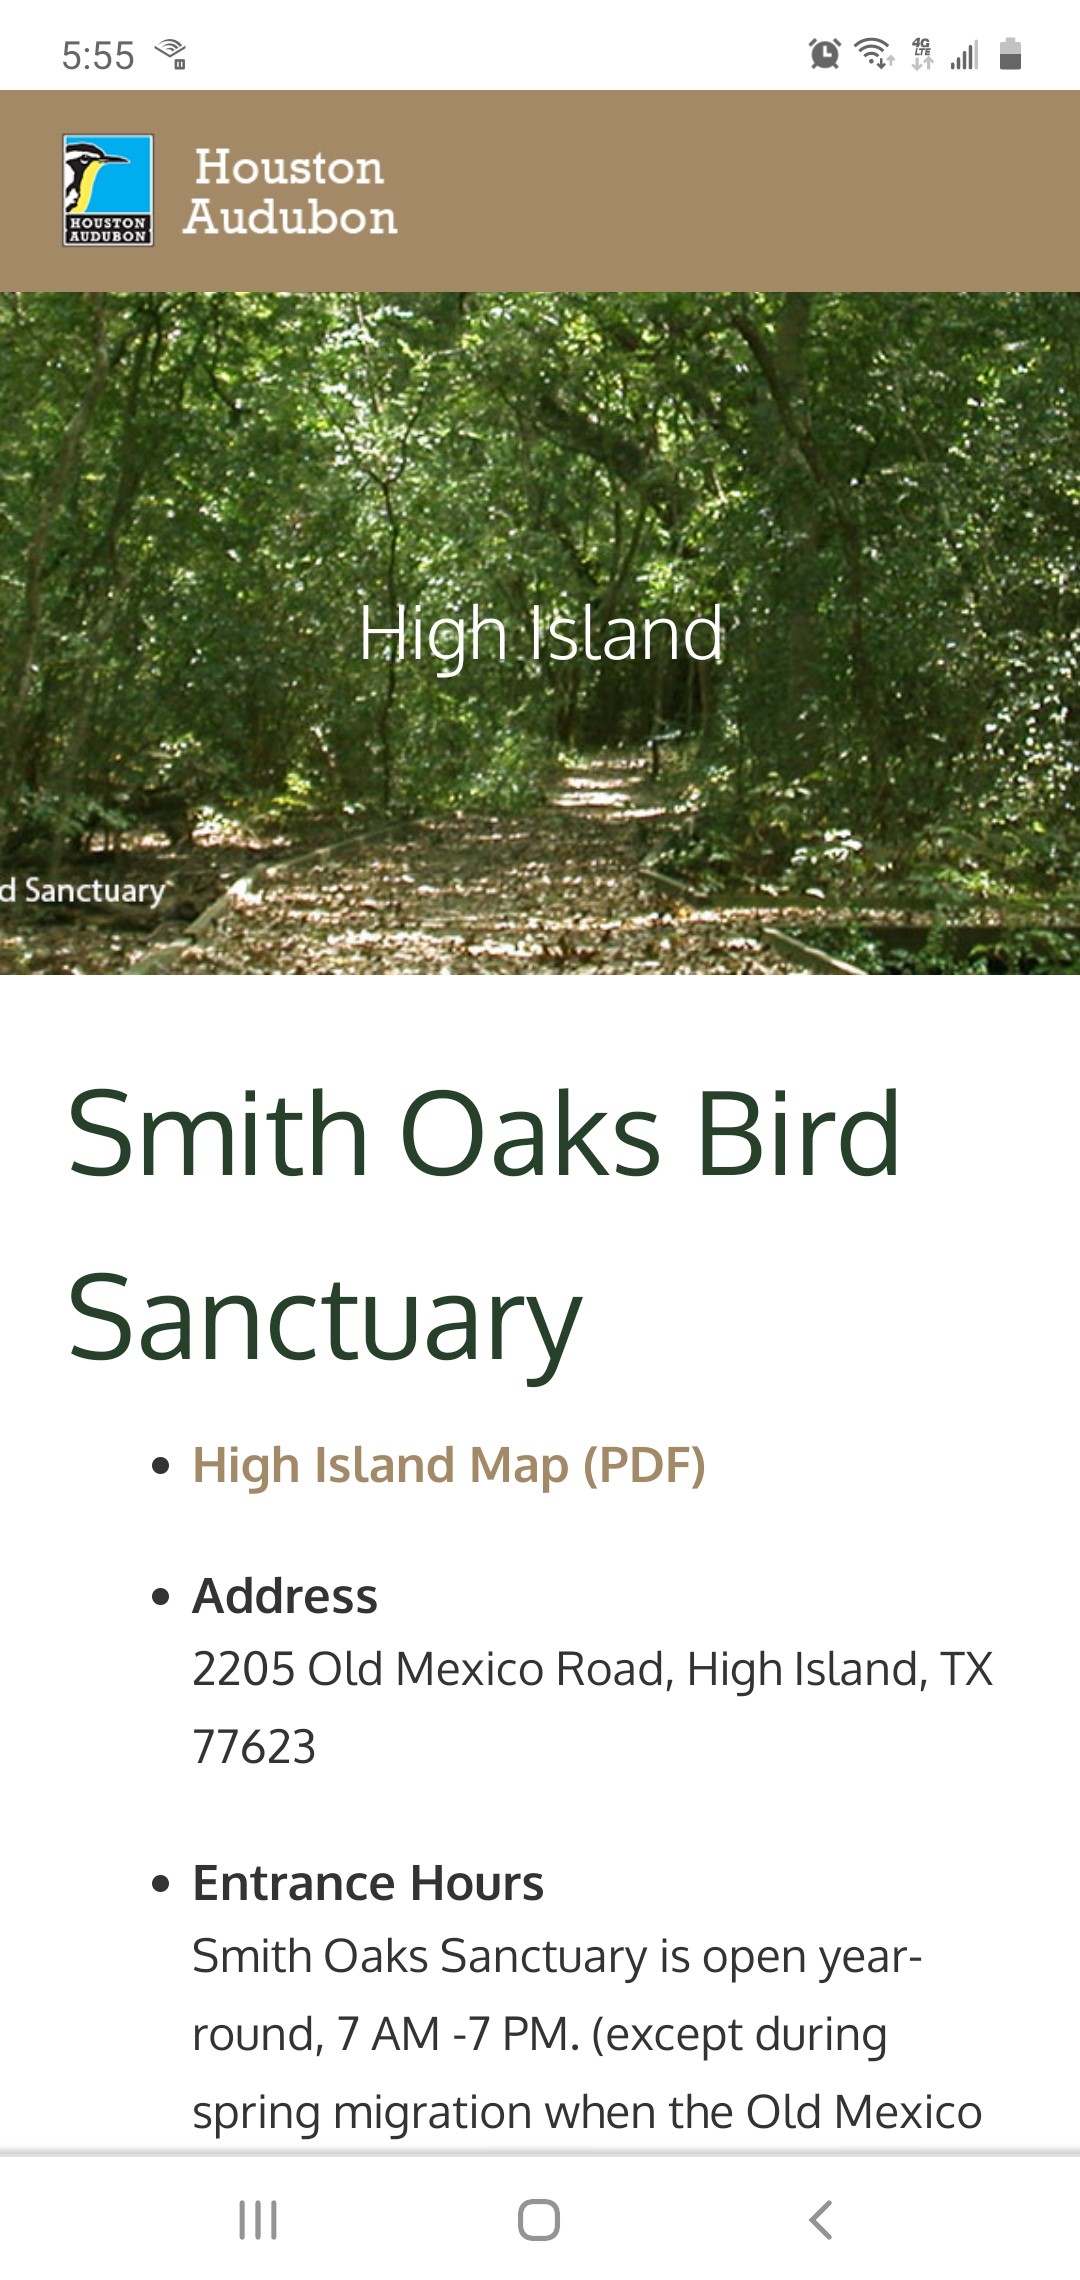 5:55
4G
LTE
HOUSTON
AUDUBON
Houston
Audubon
High Island
d Sanctuary
Smith Oaks Bird
Sanctuary
• High Island Map (PDF)
• Address
2205 Old Mexico Road, High Island, TX
77623
• Entrance Hours
Smith Oaks Sanctuary is open year-
round, 7 AM -7 PM. (except during
spring migration when the Old Mexico